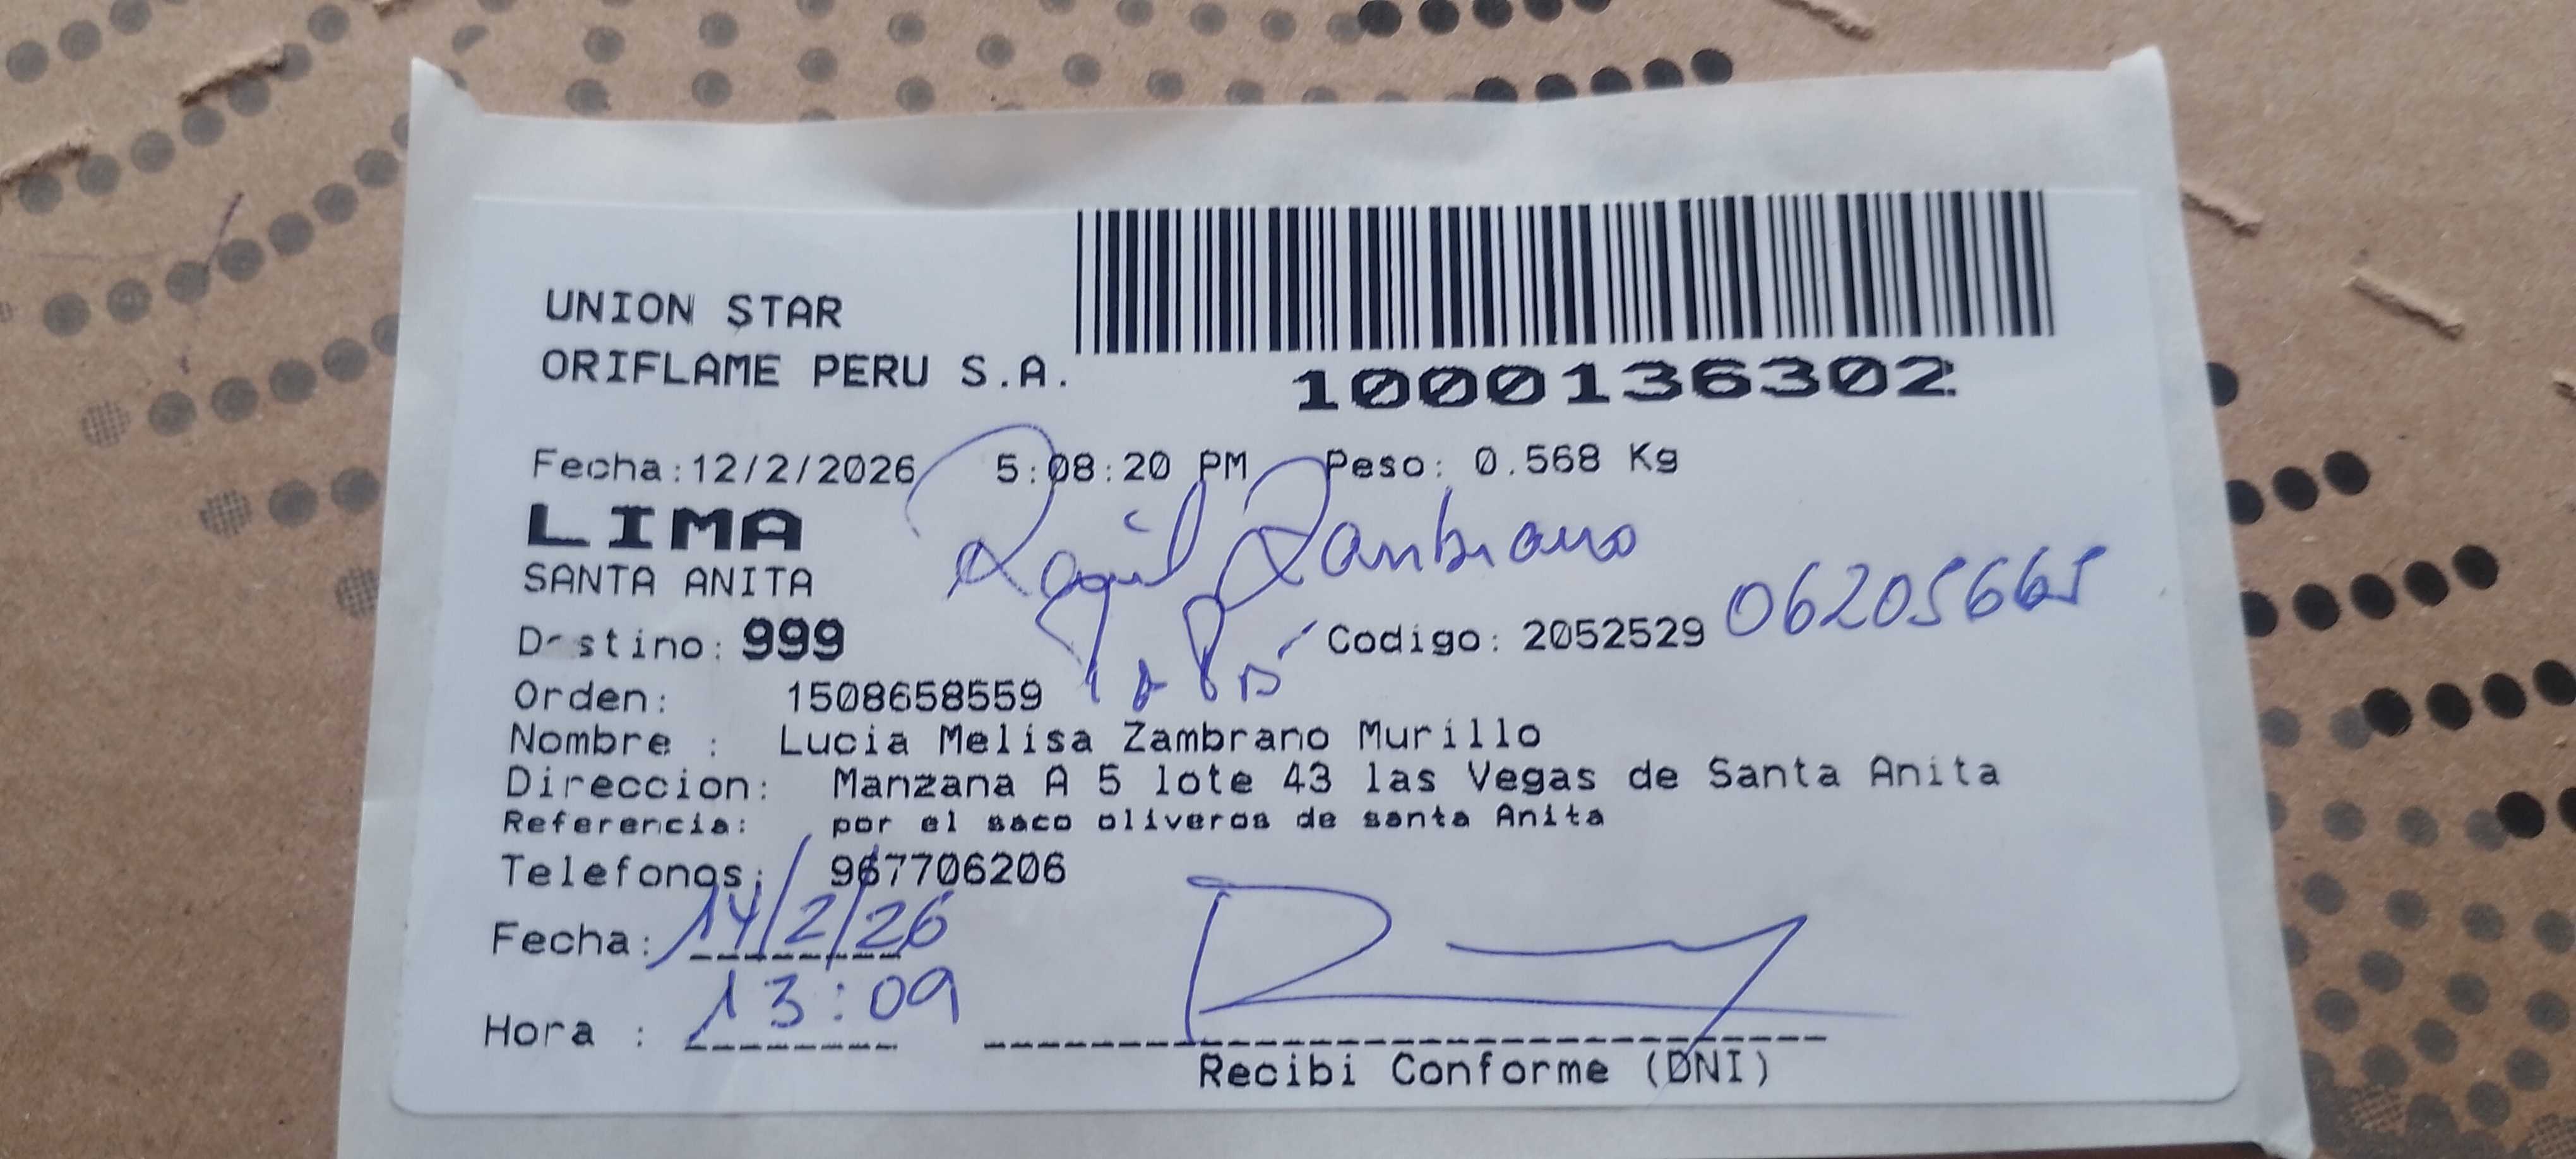 UNION STAR
ORIFLAME PERU S.A.
1000136302
Fecha:12/2/2026 5:08:20 PM Peso: 0.568 Kg
LIMA
SANTA ANITA
Zambrano
Destino: 999 Codigo: 2052529 06205665
Orden: 1508658559
Nombre : Lucia Melisa Zambrano Murillo
Direccion: Manzana A 5 lote 43 las Vegas de Santa Anita
Referencia: por el saco oliveros de santa Anita
Telefonos: 967706206
Fecha: 14/2/26
Hora : 13:09
Recibi Conforme (DNI)